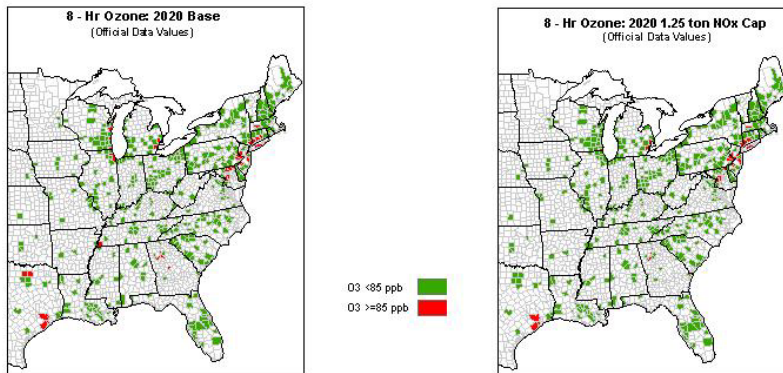 8 - Hr Ozone: 2020 Base
(Official Data Values)
8 - Hr Ozone: 2020 1.25 ton NOx Cap
(Official Data Values)
O3 <85 ppb
O3 >=85 ppb